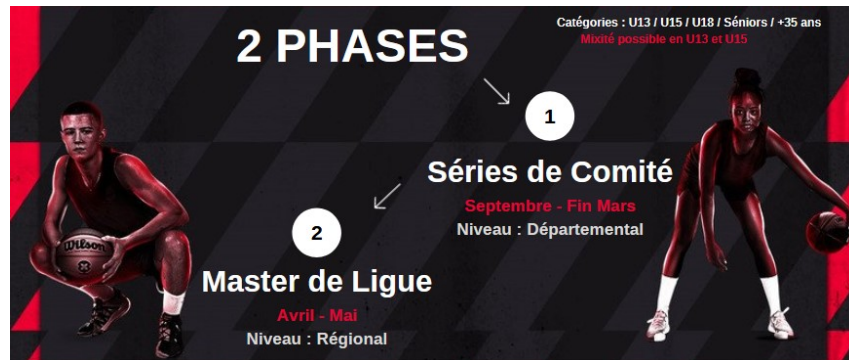 2 PHASES
Catégories : U13 / U15 / U18 / Séniors / +35 ans
Mixité possible en U13 et U15
1
Séries de Comité
Septembre - Fin Mars
Niveau : Départemental
2
Master de Ligue
Avril - Mai
Niveau : Régional
Wilson